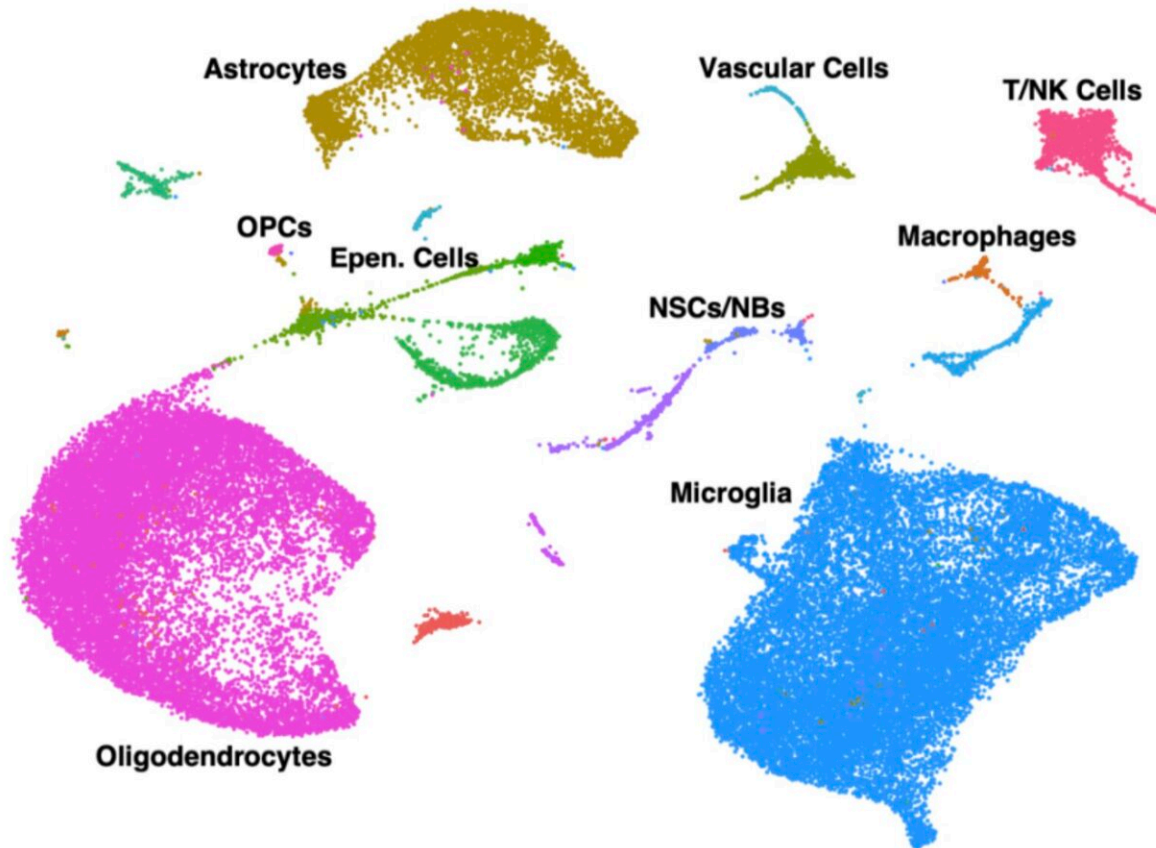 Astrocytes
Vascular Cells
T/NK Cells
OPCs
Epen. Cells
Macrophages
NSCs/NBs
Microglia
Oligodendrocytes